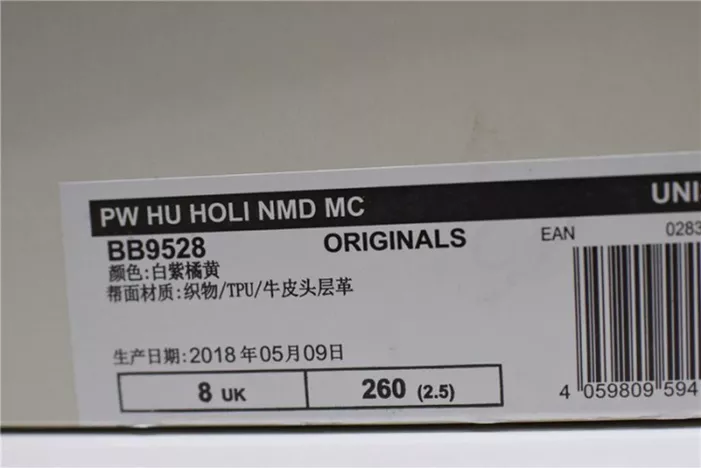 PW HU HOLI NMD MC UNI
BB9528 ORIGINALS EAN 0283
颜色:白紫橘黄
帮面材质:织物/TPU/牛皮头层革
生产日期:2018年05月09日
8 UK 260 (2.5)
4 059809 594